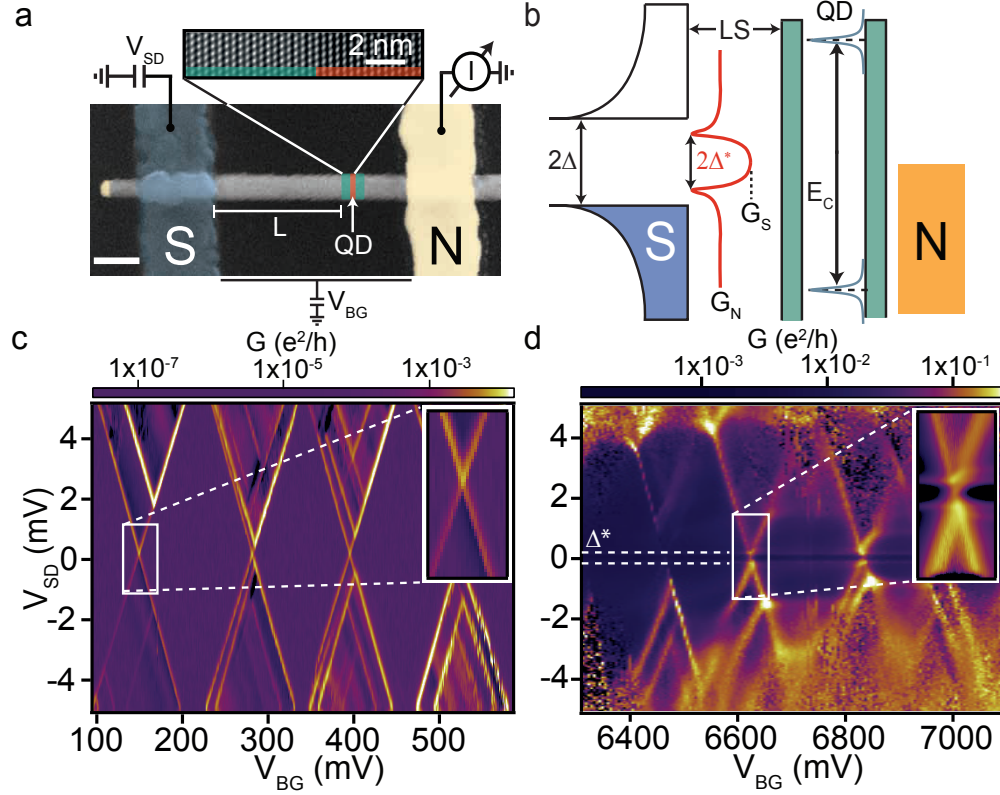 a
V_SD
2 nm
I
S
L
QD
N
V_BG
b
LS
QD
2Δ
2Δ*
G_S
E_C
S
N
G_N
c
G (e²/h)
1x10⁻⁷
1x10⁻⁵
1x10⁻³
V_SD (mV)
4
2
0
-2
-4
100
200
300
400
500
V_BG (mV)
d
G (e²/h)
1x10⁻³
1x10⁻²
1x10⁻¹
4
2
0
-2
-4
Δ*
6400
6600
6800
7000
V_BG (mV)